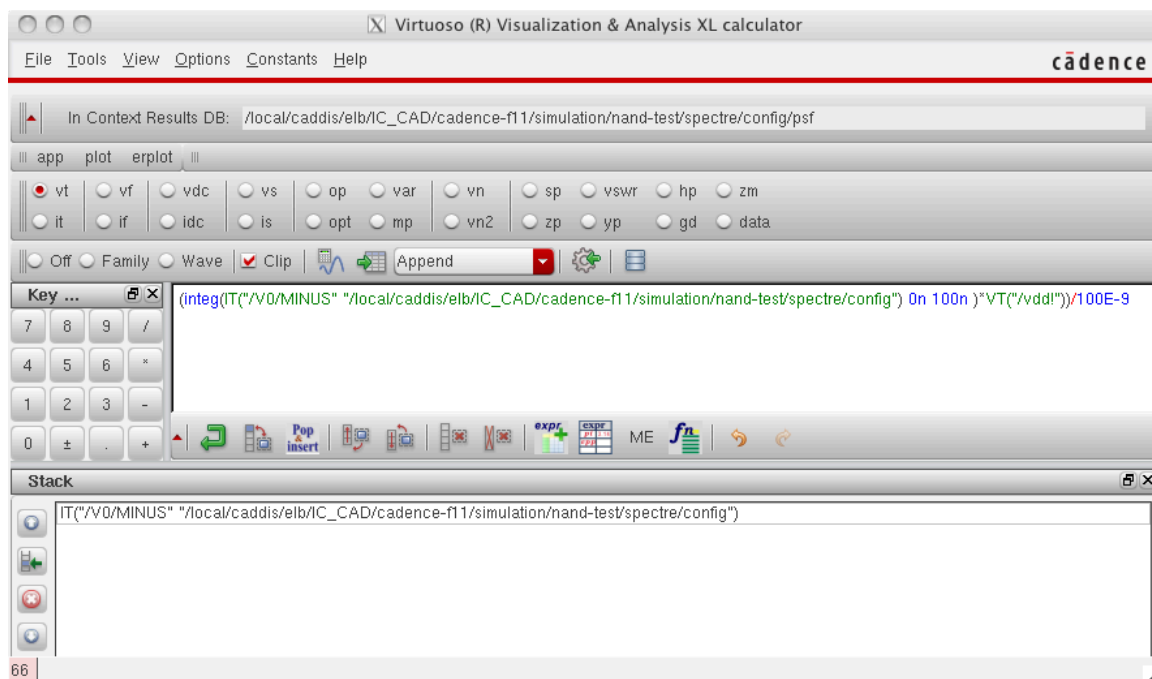 Virtuoso (R) Visualization & Analysis XL calculator
File Tools View Options Constants Help cādence
In Context Results DB: /local/caddis/elb/IC_CAD/cadence-f11/simulation/nand-test/spectre/config/psf
app plot erplot
vt vf vdc vs op var vn sp vswr hp zm
it if idc is opt mp vn2 zp yp gd data
Off Family Wave Clip Append
Key ...
(integ(IT("/V0/MINUS" "/local/caddis/elb/IC_CAD/cadence-f11/simulation/nand-test/spectre/config") 0n 100n )*VT("/vdd!"))/100E-9
7 8 9 /
4 5 6 *
1 2 3 -
0 ± . +
Pop & insert expr expr ME fn
Stack
IT("/V0/MINUS" "/local/caddis/elb/IC_CAD/cadence-f11/simulation/nand-test/spectre/config")
66